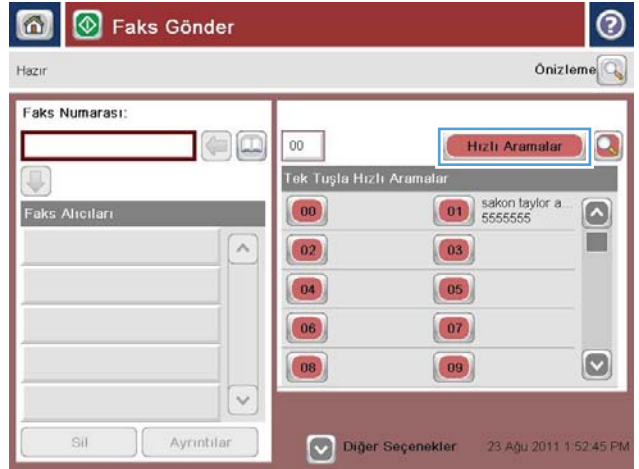 Faks Gönder
Hazır
Önizleme
Faks Numarası:
00
Hızlı Aramalar
Tek Tuşla Hızlı Aramalar
Faks Alıcıları
00
01
sakon taylor a...
5555555
02
03
04
05
06
07
08
09
Sil
Ayrıntılar
Diğer Seçenekler
23 Ağu 2011 1:52:45 PM